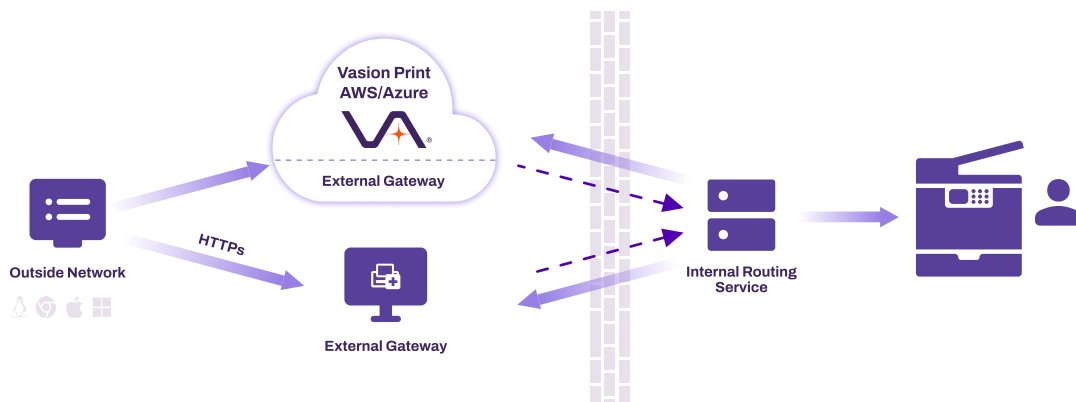 Vasion Print
AWS/Azure
®
External Gateway
HTTPs
Outside Network
External Gateway
Internal Routing
Service